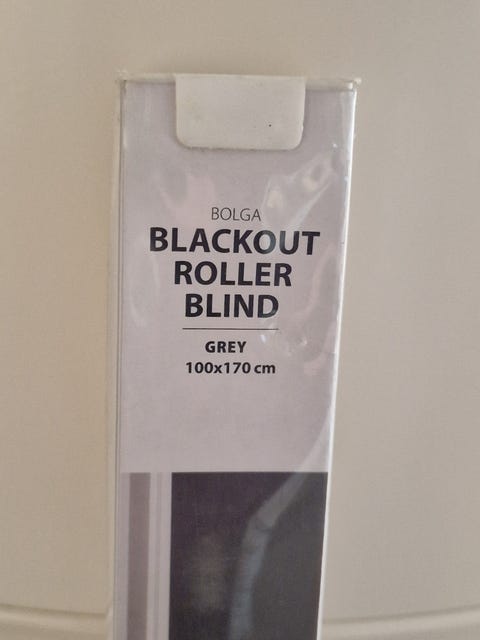 BOLGA
BLACKOUT
ROLLER
BLIND
GREY
100x170 cm